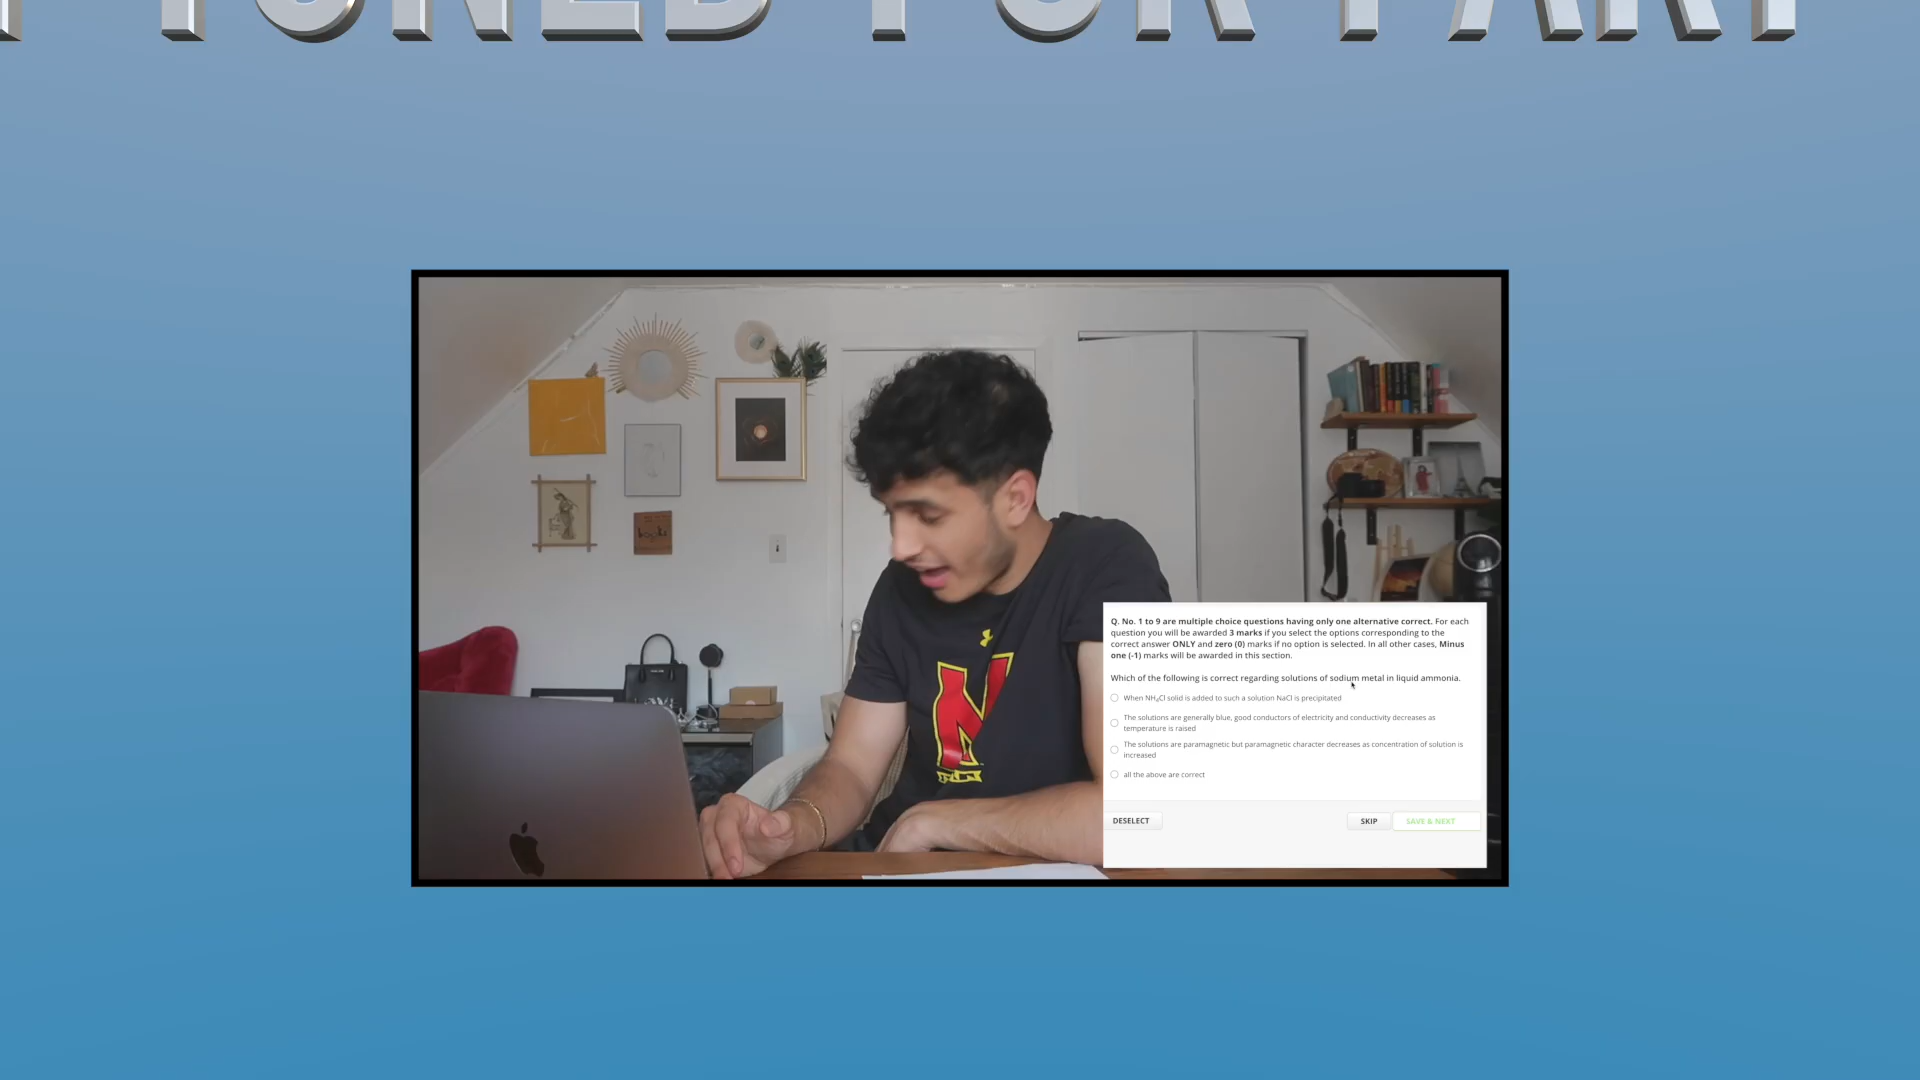 TUNED FOR PART
Q. No. 1 to 9 are multiple choice questions having only one alternative correct. For each
question you will be awarded 3 marks if you select the options corresponding to the
correct answer ONLY and zero (0) marks if no option is selected. In all other cases, Minus
one (-1) marks will be awarded in this section.
Which of the following is correct regarding solutions of sodium metal in liquid ammonia.
When NH₄Cl solid is added to such a solution NaCl is precipitated
The solutions are generally blue, good conductors of electricity and conductivity decreases as
temperature is raised
The solutions are paramagnetic but paramagnetic character decreases as concentration of solution is
increased
all the above are correct
DESELECT
SKIP
SAVE & NEXT